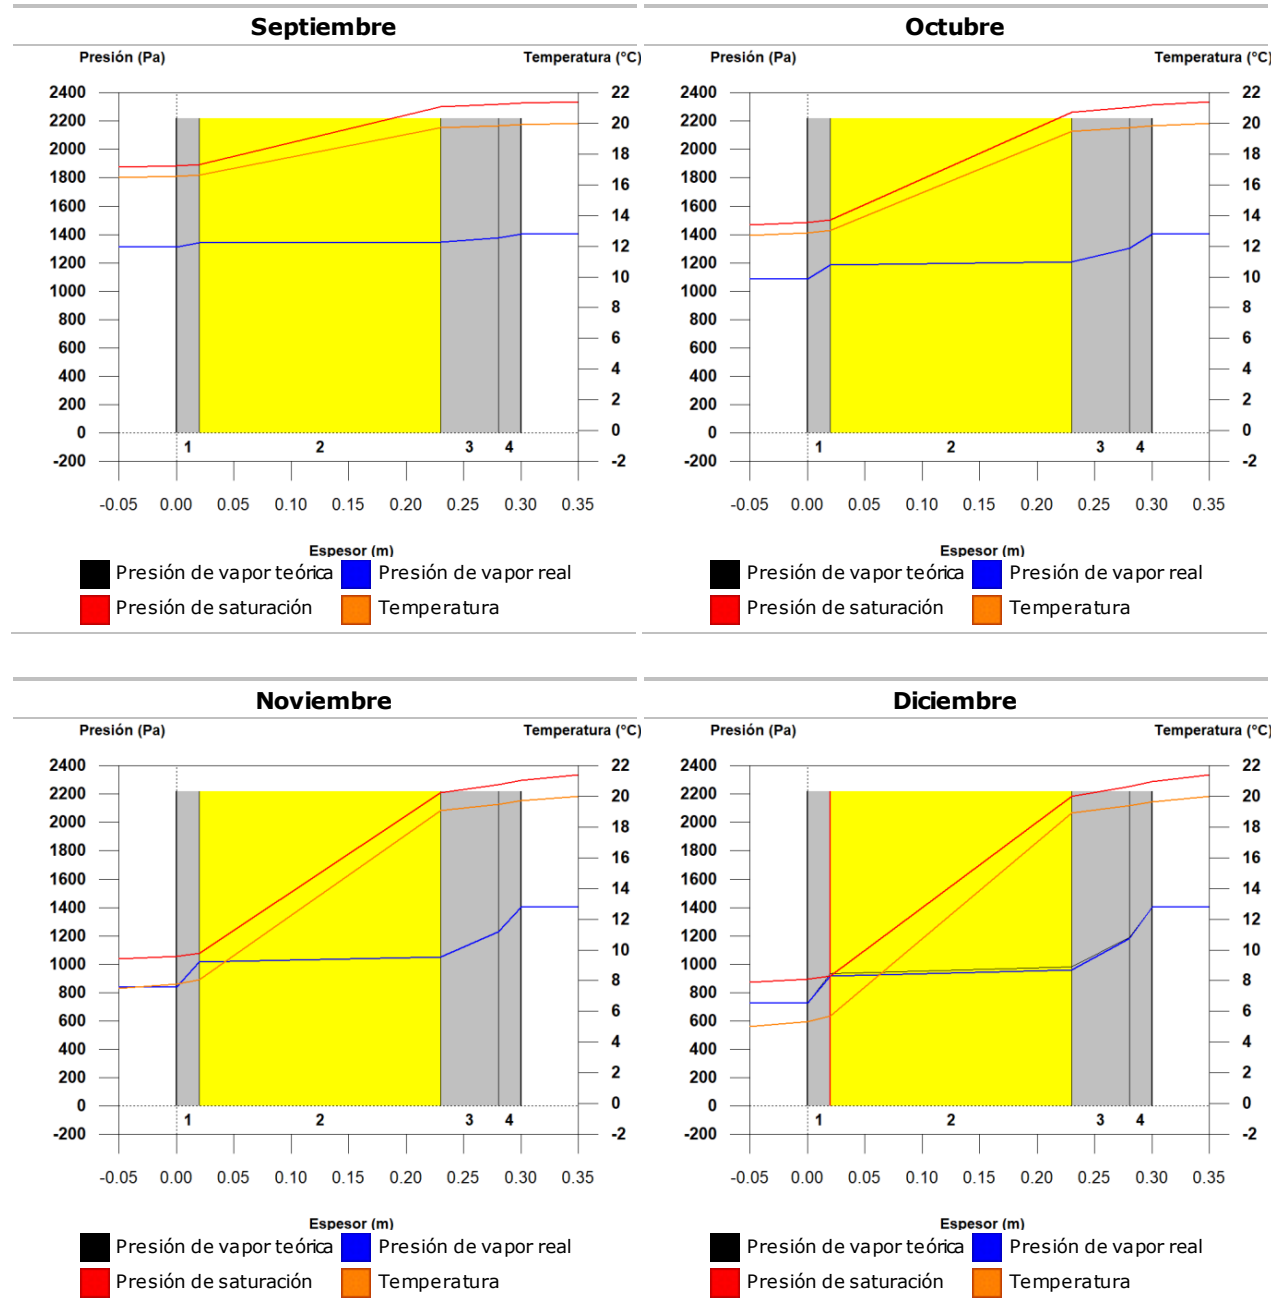 Septiembre
Presión (Pa) Temperatura (°C)
2400 22
2200 20
2000
1800 18
1600 16
1400 14
1200 12
1000 10
800 8
600 6
400 4
200 2
0 0
-200 -2
1 2 3 4
-0.05 0.00 0.05 0.10 0.15 0.20 0.25 0.30 0.35
Espesor (m)
Presión de vapor teórica Presión de vapor real
Presión de saturación Temperatura
Octubre
Presión (Pa) Temperatura (°C)
2400 22
2200 20
2000
1800 18
1600 16
1400 14
1200 12
1000 10
800 8
600 6
400 4
200 2
0 0
-200 -2
1 2 3 4
-0.05 0.00 0.05 0.10 0.15 0.20 0.25 0.30 0.35
Espesor (m)
Presión de vapor teórica Presión de vapor real
Presión de saturación Temperatura
Noviembre
Presión (Pa) Temperatura (°C)
2400 22
2200 20
2000
1800 18
1600 16
1400 14
1200 12
1000 10
800 8
600 6
400 4
200 2
0 0
-200 -2
1 2 3 4
-0.05 0.00 0.05 0.10 0.15 0.20 0.25 0.30 0.35
Espesor (m)
Presión de vapor teórica Presión de vapor real
Presión de saturación Temperatura
Diciembre
Presión (Pa) Temperatura (°C)
2400 22
2200 20
2000
1800 18
1600 16
1400 14
1200 12
1000 10
800 8
600 6
400 4
200 2
0 0
-200 -2
1 2 3 4
-0.05 0.00 0.05 0.10 0.15 0.20 0.25 0.30 0.35
Espesor (m)
Presión de vapor teórica Presión de vapor real
Presión de saturación Temperatura